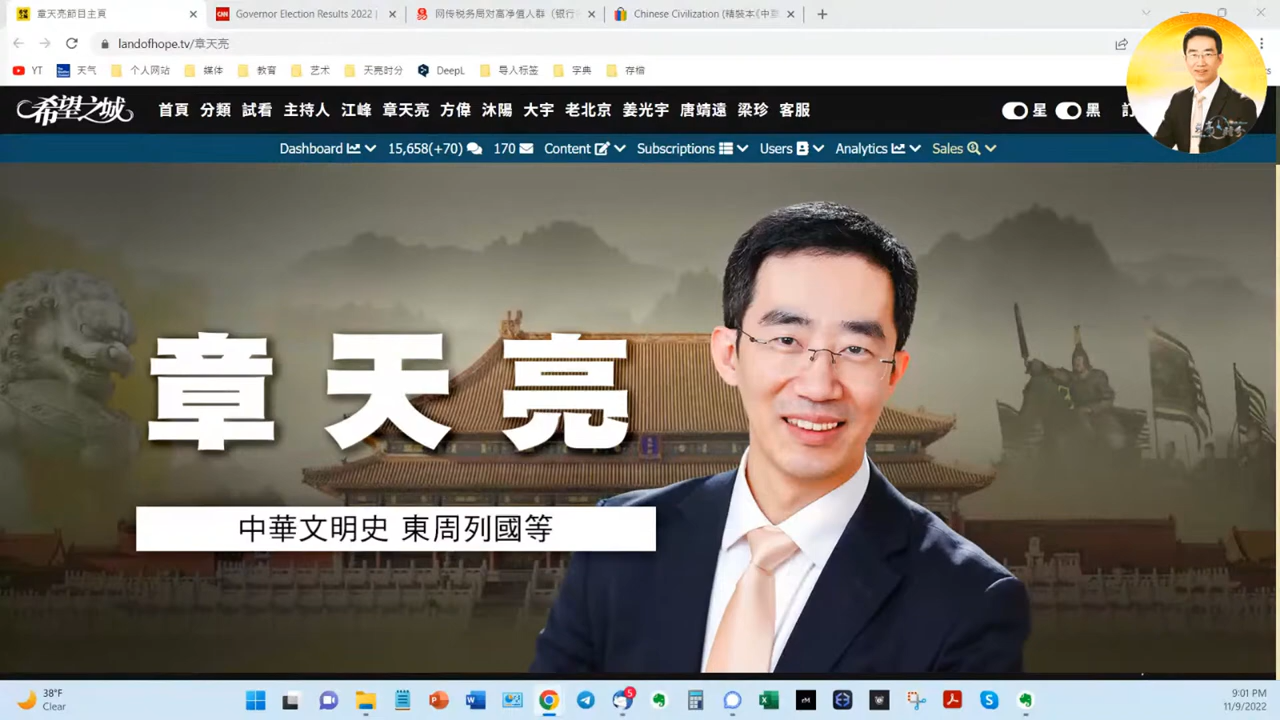 章天亮節目主頁
Governor Election Results 2022 |
网传税务局对高净值人群（银行
Chinese Civilization (精裝本《中
landofhope.tv/章天亮
YT 天气 个人网站 媒体 教育 艺术 天亮时分 DeepL 导入标签 字典 存档
希望之城 首頁 分類 試看 主持人 江峰 章天亮 方偉 沐陽 大宇 老北京 姜光宇 唐靖遠 梁珍 客服 星 黑 訂
Dashboard 15,658(+70) 170 Content Subscriptions Users Analytics Sales
章天亮
中華文明史 東周列國等
38°F
Clear
5
9:01 PM
11/9/2022